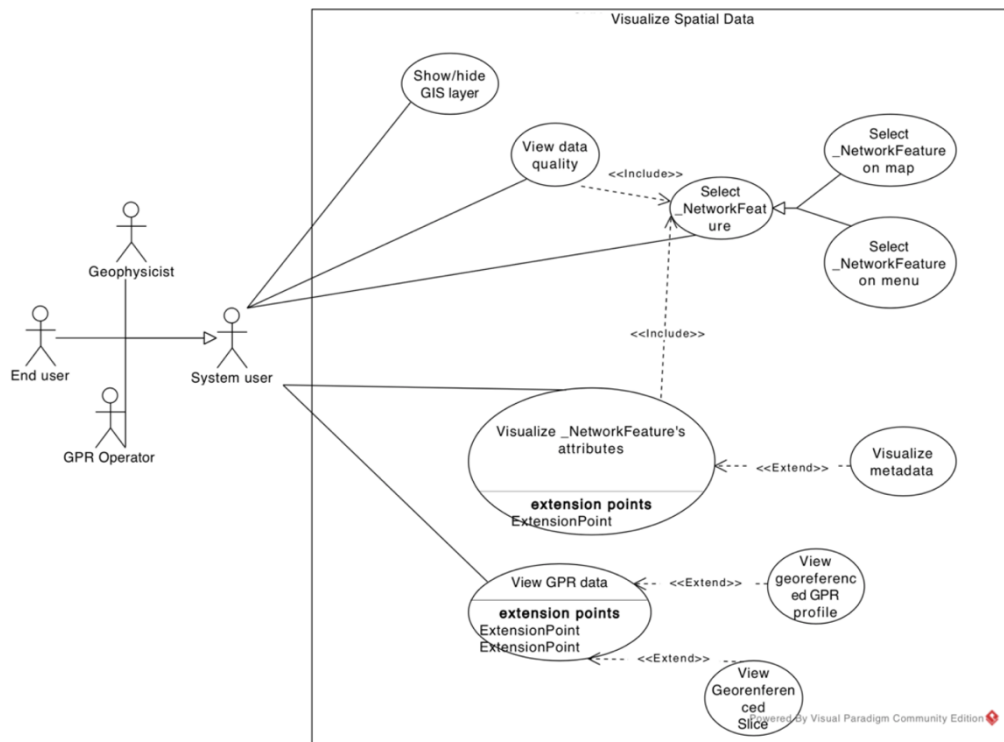 Visualize Spatial Data
Show/hide
GIS layer
View data
quality
<<Include>>
Select
_NetworkFeat
ure
Select
_NetworkFeature
on map
Select
_NetworkFeature
on menu
Geophysicist
End user
System user
GPR Operator
<<Include>>
Visualize _NetworkFeature's
attributes
extension points
ExtensionPoint
<<Extend>>
Visualize
metadata
View GPR data
extension points
ExtensionPoint
ExtensionPoint
<<Extend>>
View
georeferenc
ed GPR
profile
<<Extend>>
View
Georenferen
ced
Slice
Powered By Visual Paradigm Community Edition